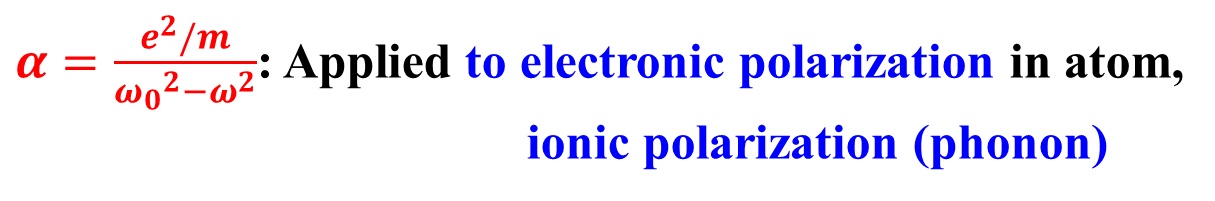 α = e²/m / ω₀²−ω² : Applied to electronic polarization in atom,
ionic polarization (phonon)